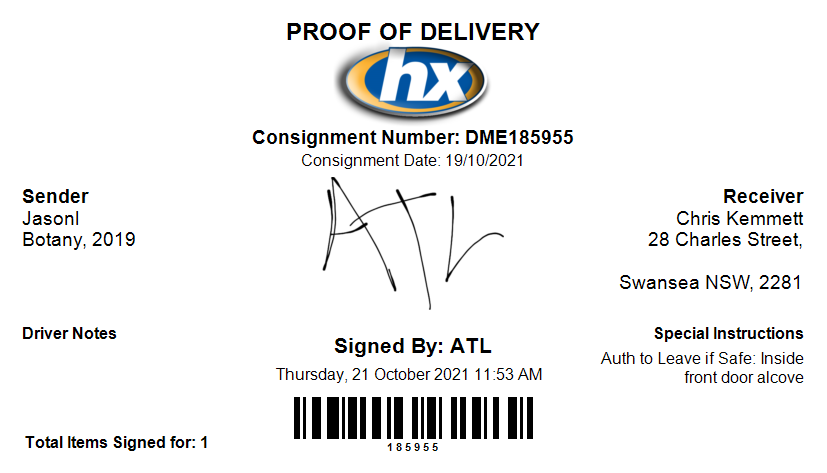 PROOF OF DELIVERY
hx
Consignment Number: DME185955
Consignment Date: 19/10/2021
Sender
Jasonl
Botany, 2019
ATL
Receiver
Chris Kemmett
28 Charles Street,
Swansea NSW, 2281
Driver Notes
Signed By: ATL
Thursday, 21 October 2021 11:53 AM
Special Instructions
Auth to Leave if Safe: Inside
front door alcove
185955
Total Items Signed for: 1